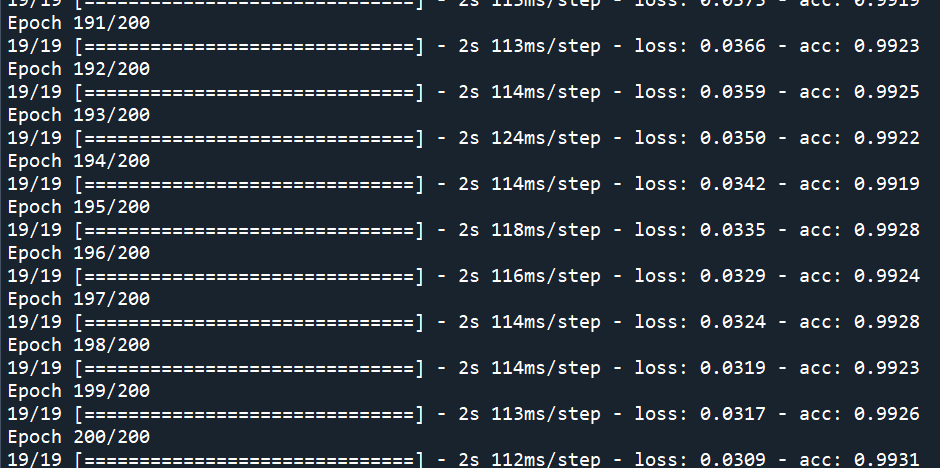 19/19 [==============================] - 2s 113ms/step - loss: 0.0373 - acc: 0.9919
Epoch 191/200
19/19 [==============================] - 2s 113ms/step - loss: 0.0366 - acc: 0.9923
Epoch 192/200
19/19 [==============================] - 2s 114ms/step - loss: 0.0359 - acc: 0.9925
Epoch 193/200
19/19 [==============================] - 2s 124ms/step - loss: 0.0350 - acc: 0.9922
Epoch 194/200
19/19 [==============================] - 2s 114ms/step - loss: 0.0342 - acc: 0.9919
Epoch 195/200
19/19 [==============================] - 2s 118ms/step - loss: 0.0335 - acc: 0.9928
Epoch 196/200
19/19 [==============================] - 2s 116ms/step - loss: 0.0329 - acc: 0.9924
Epoch 197/200
19/19 [==============================] - 2s 114ms/step - loss: 0.0324 - acc: 0.9928
Epoch 198/200
19/19 [==============================] - 2s 114ms/step - loss: 0.0319 - acc: 0.9923
Epoch 199/200
19/19 [==============================] - 2s 113ms/step - loss: 0.0317 - acc: 0.9926
Epoch 200/200
19/19 [==============================] - 2s 112ms/step - loss: 0.0309 - acc: 0.9931